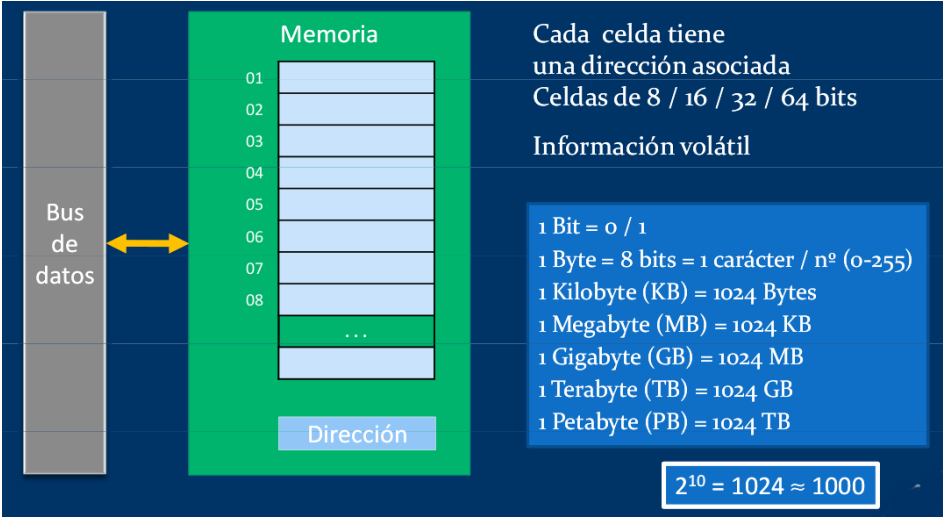 Memoria
01
02
03
04
05
06
07
08
...
Dirección
Bus
de
datos
Cada celda tiene
una dirección asociada
Celdas de 8 / 16 / 32 / 64 bits
Información volátil
1 Bit = 0 / 1
1 Byte = 8 bits = 1 carácter / nº (0-255)
1 Kilobyte (KB) = 1024 Bytes
1 Megabyte (MB) = 1024 KB
1 Gigabyte (GB) = 1024 MB
1 Terabyte (TB) = 1024 GB
1 Petabyte (PB) = 1024 TB
2¹⁰ = 1024 ≈ 1000